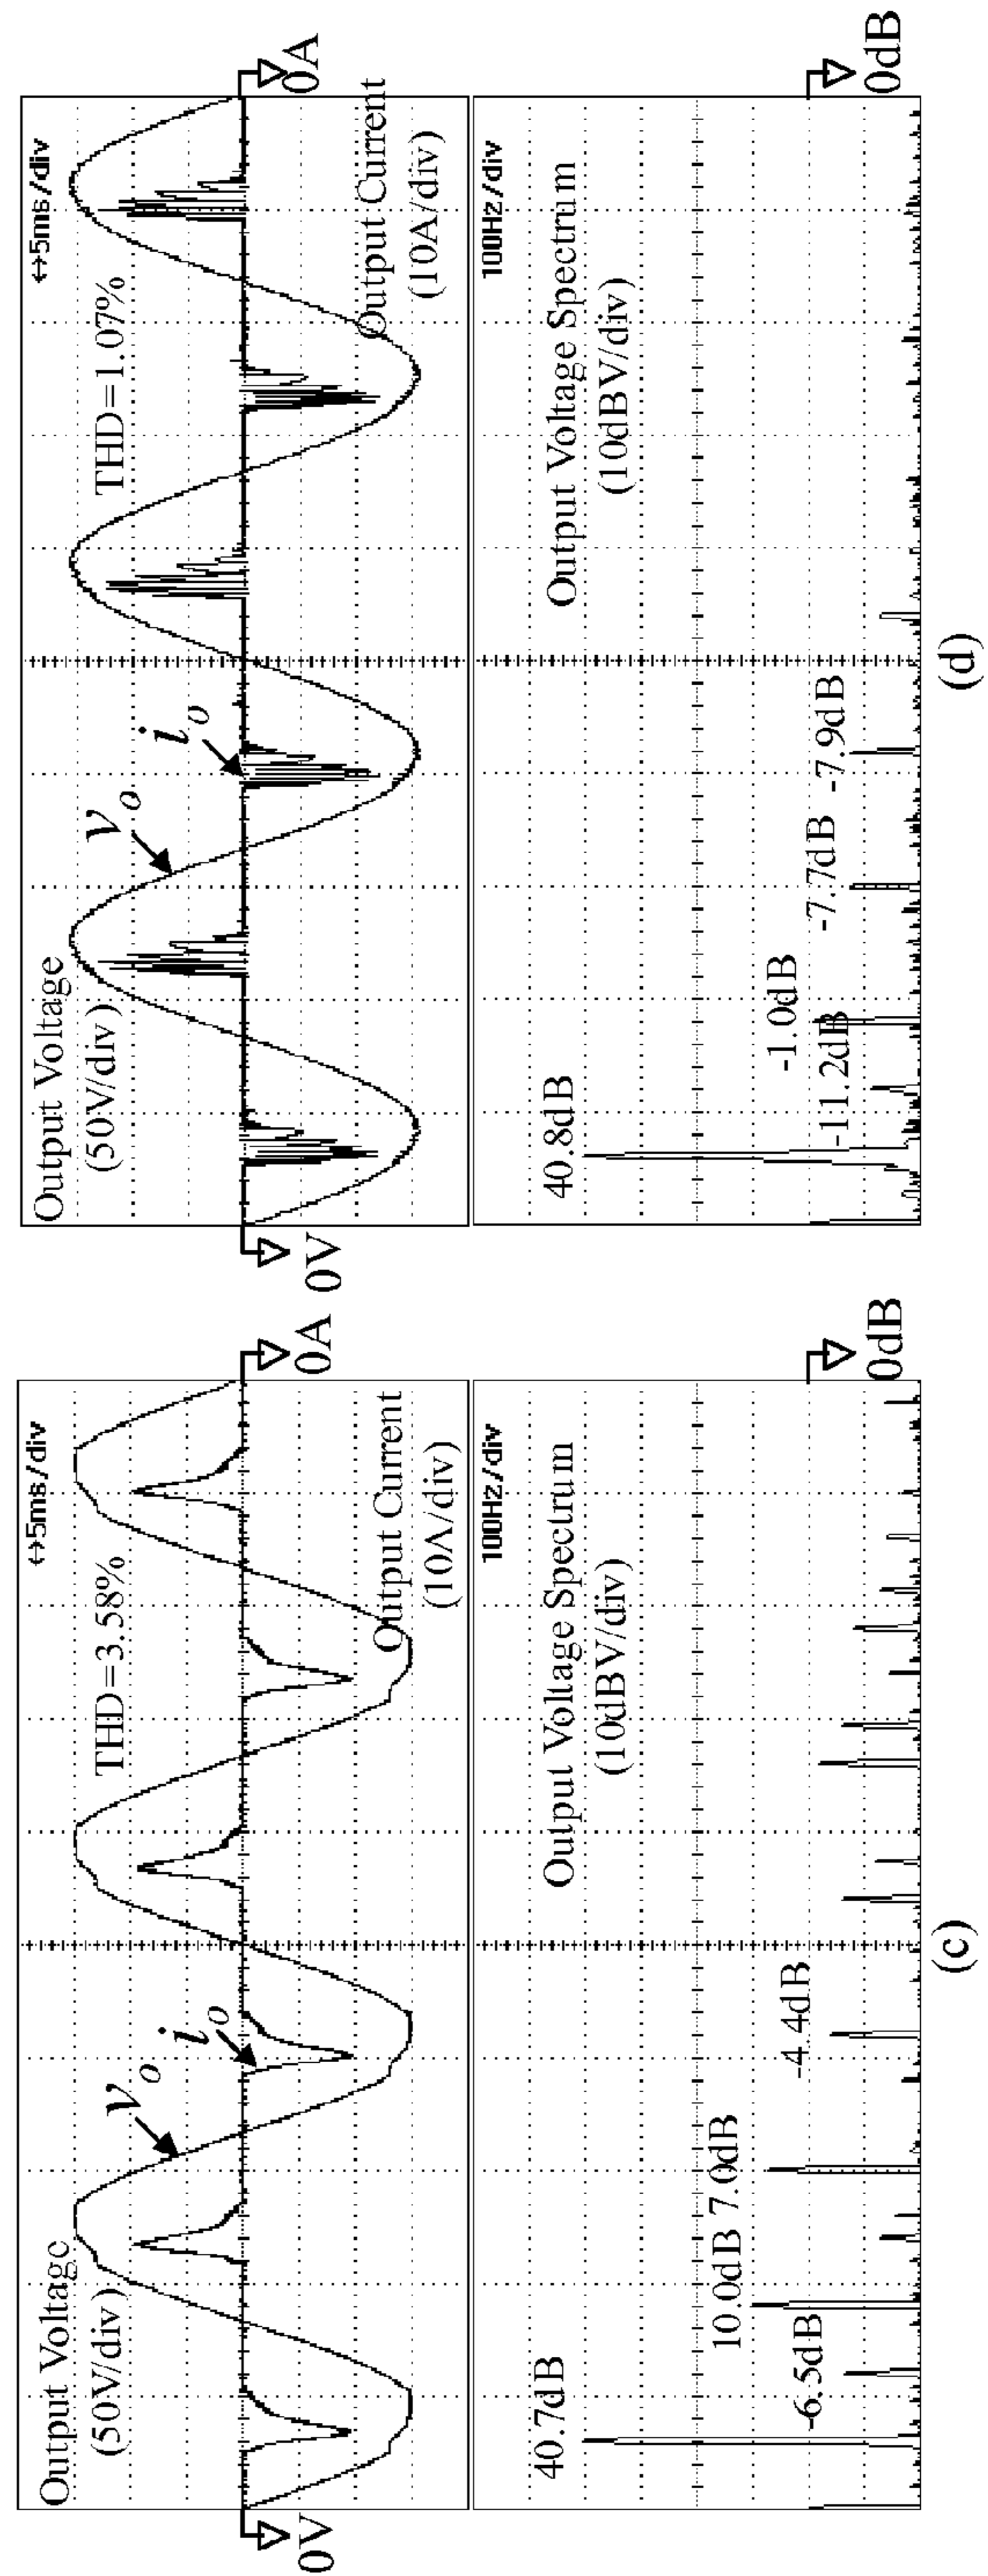 Output Voltage
(50V/div)
THD=3.58%
↔5ms/div
v_o
i_o
Output Current
(10A/div)
0V
0A
100Hz/div
Output Voltage Spectrum
(10dBV/div)
40.7dB
-6.5dB
10.0dB
7.0dB
-4.4dB
0dB
(c)
Output Voltage
(50V/div)
THD=1.07%
↔5ms/div
v_o
i_o
Output Current
(10A/div)
0V
0A
100Hz/div
Output Voltage Spectrum
(10dBV/div)
40.8dB
-11.2dB
-1.0dB
-7.7dB
-7.9dB
0dB
(d)